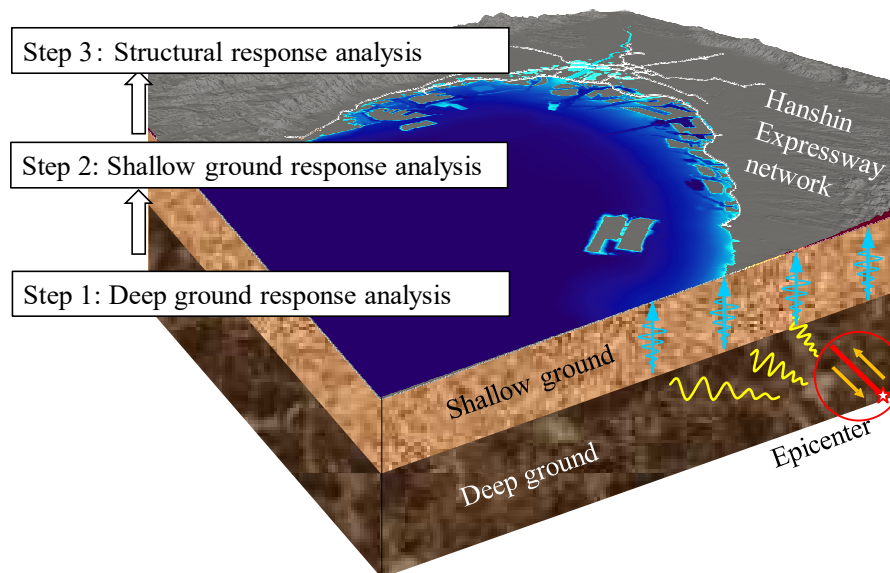 Step 3: Structural response analysis
Step 2: Shallow ground response analysis
Step 1: Deep ground response analysis
Hanshin
Expressway
network
Shallow ground
Deep ground
Epicenter